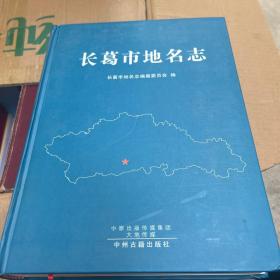 长葛市地名志
长葛市地名志编纂委员会 编
中原出版传媒集团
大地传媒
中州古籍出版社